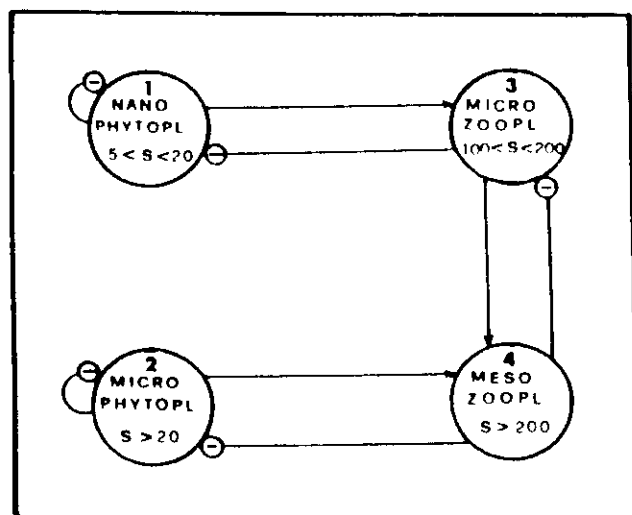 1
NANO
PHYTOPL
5 < S < 20
3
MICRO
ZOOPL
100 < S < 200
2
MICRO
PHYTOPL
S > 20
4
MESO
ZOOPL
S > 200